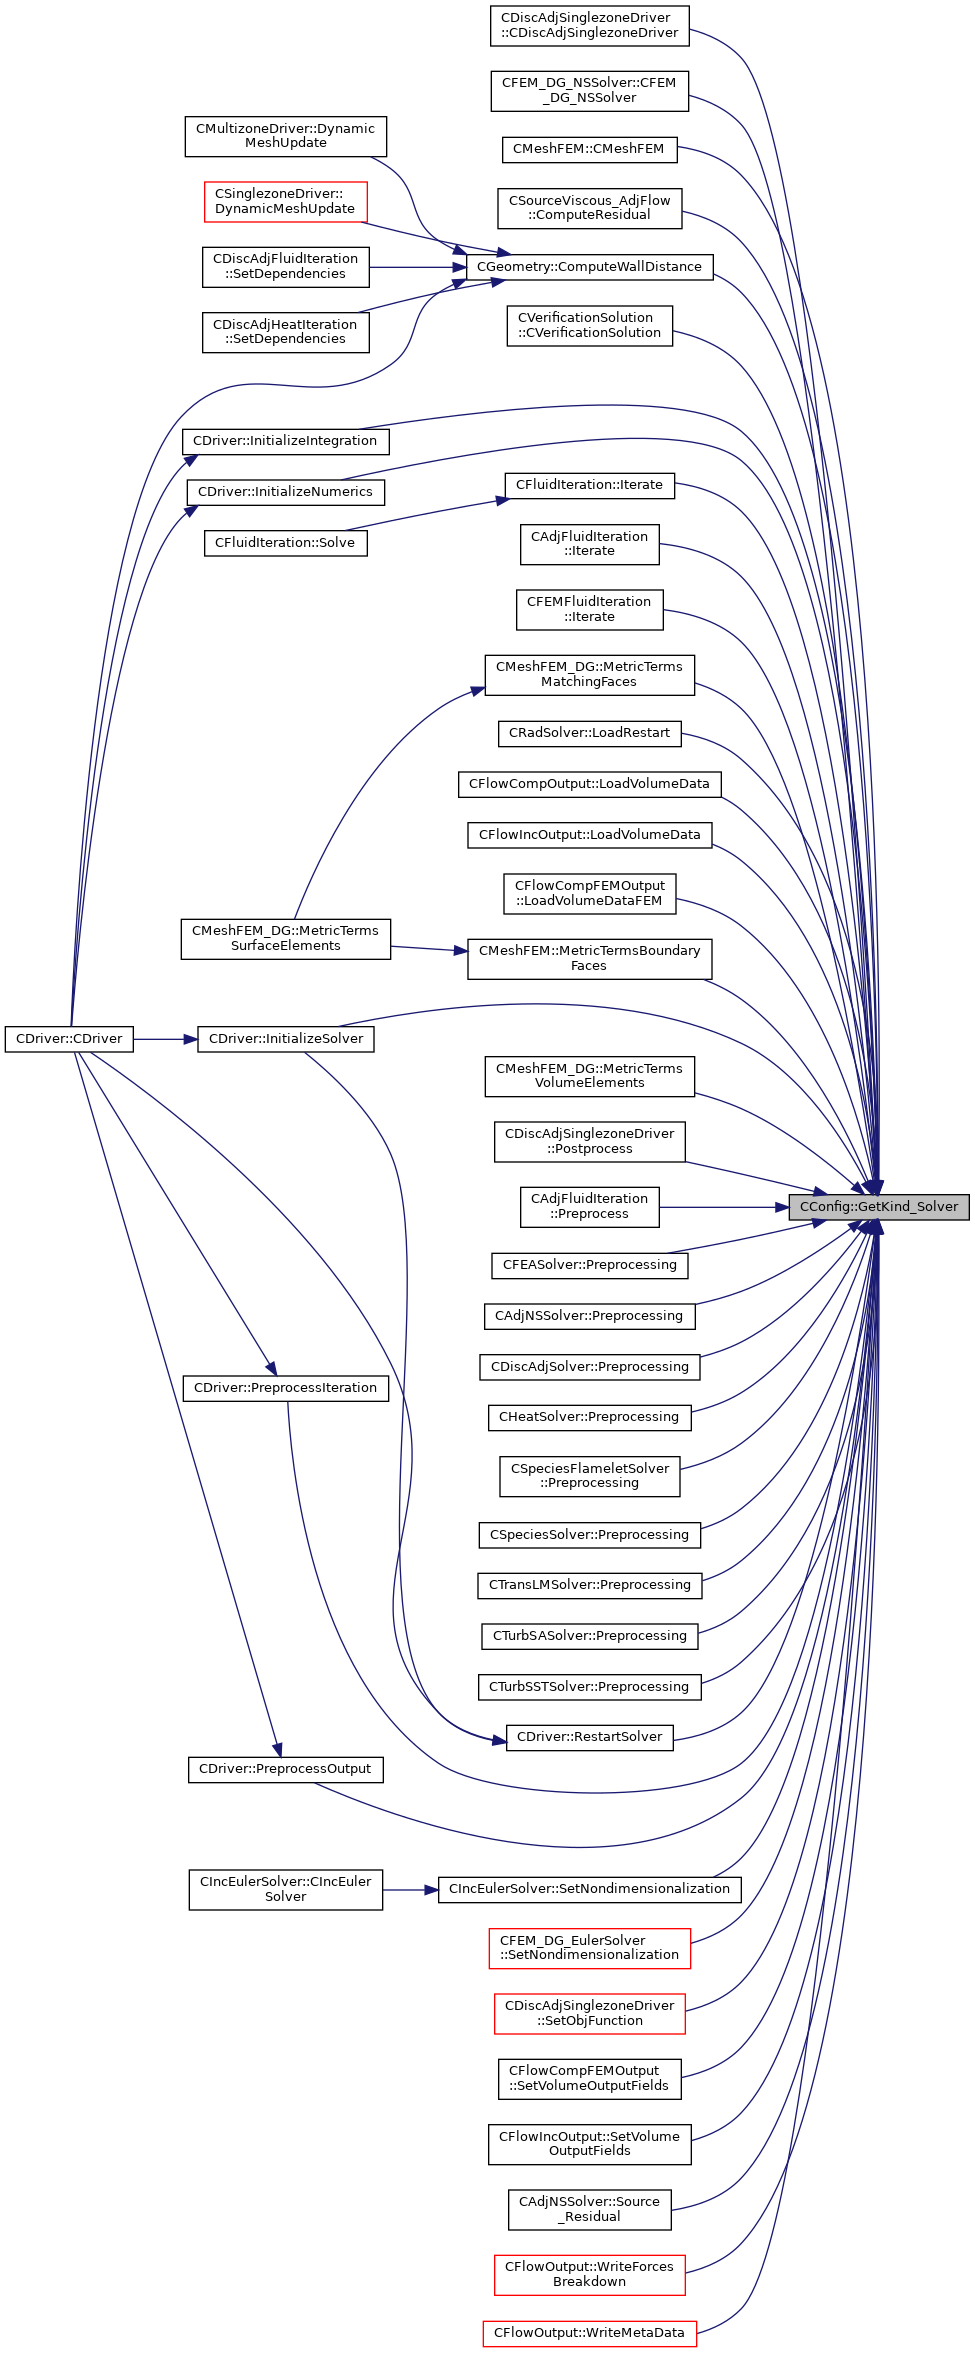 CDiscAdjSinglezoneDriver
::CDiscAdjSinglezoneDriver
CFEM_DG_NSSolver::CFEM
_DG_NSSolver
CMultizoneDriver::Dynamic
MeshUpdate
CMeshFEM::CMeshFEM
CSinglezoneDriver::
DynamicMeshUpdate
CSourceViscous_AdjFlow
::ComputeResidual
CDiscAdjFluidIteration
::SetDependencies
CGeometry::ComputeWallDistance
CDiscAdjHeatIteration
::SetDependencies
CVerificationSolution
::CVerificationSolution
CDriver::InitializeIntegration
CDriver::InitializeNumerics
CFluidIteration::Iterate
CFluidIteration::Solve
CAdjFluidIteration
::Iterate
CFEMFluidIteration
::Iterate
CMeshFEM_DG::MetricTerms
MatchingFaces
CRadSolver::LoadRestart
CFlowCompOutput::LoadVolumeData
CFlowIncOutput::LoadVolumeData
CFlowCompFEMOutput
::LoadVolumeDataFEM
CMeshFEM_DG::MetricTerms
SurfaceElements
CMeshFEM::MetricTermsBoundary
Faces
CDriver::CDriver
CDriver::InitializeSolver
CMeshFEM_DG::MetricTerms
VolumeElements
CDiscAdjSinglezoneDriver
::Postprocess
CAdjFluidIteration
::Preprocess
CConfig::GetKind_Solver
CFEASolver::Preprocessing
CAdjNSSolver::Preprocessing
CDiscAdjSolver::Preprocessing
CDriver::PreprocessIteration
CHeatSolver::Preprocessing
CSpeciesFlameletSolver
::Preprocessing
CSpeciesSolver::Preprocessing
CTransLMSolver::Preprocessing
CTurbSASolver::Preprocessing
CTurbSSTSolver::Preprocessing
CDriver::RestartSolver
CDriver::PreprocessOutput
CIncEulerSolver::CIncEuler
Solver
CIncEulerSolver::SetNondimensionalization
CFEM_DG_EulerSolver
::SetNondimensionalization
CDiscAdjSinglezoneDriver
::SetObjFunction
CFlowCompFEMOutput
::SetVolumeOutputFields
CFlowIncOutput::SetVolume
OutputFields
CAdjNSSolver::Source
_Residual
CFlowOutput::WriteForces
Breakdown
CFlowOutput::WriteMetaData